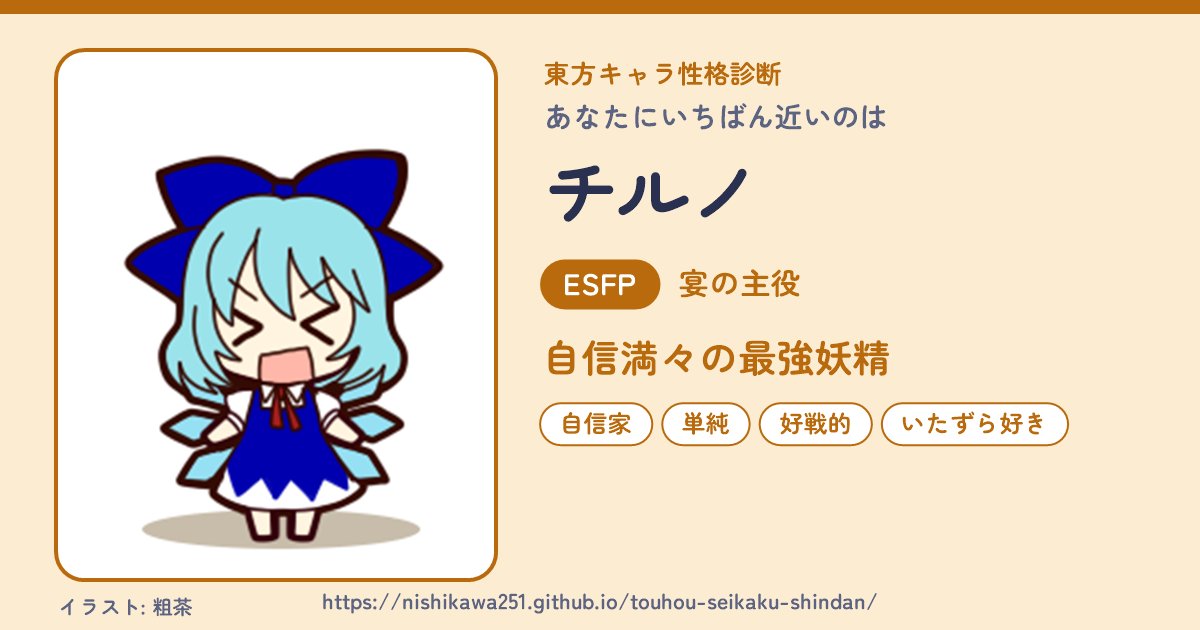 東方キャラ性格診断
あなたにいちばん近いのは
チルノ
ESFP 宴の主役
自信満々の最強妖精
自信家 単純 好戦的 いたずら好き
イラスト: 粗茶
https://nishikawa251.github.io/touhou-seikaku-shindan/